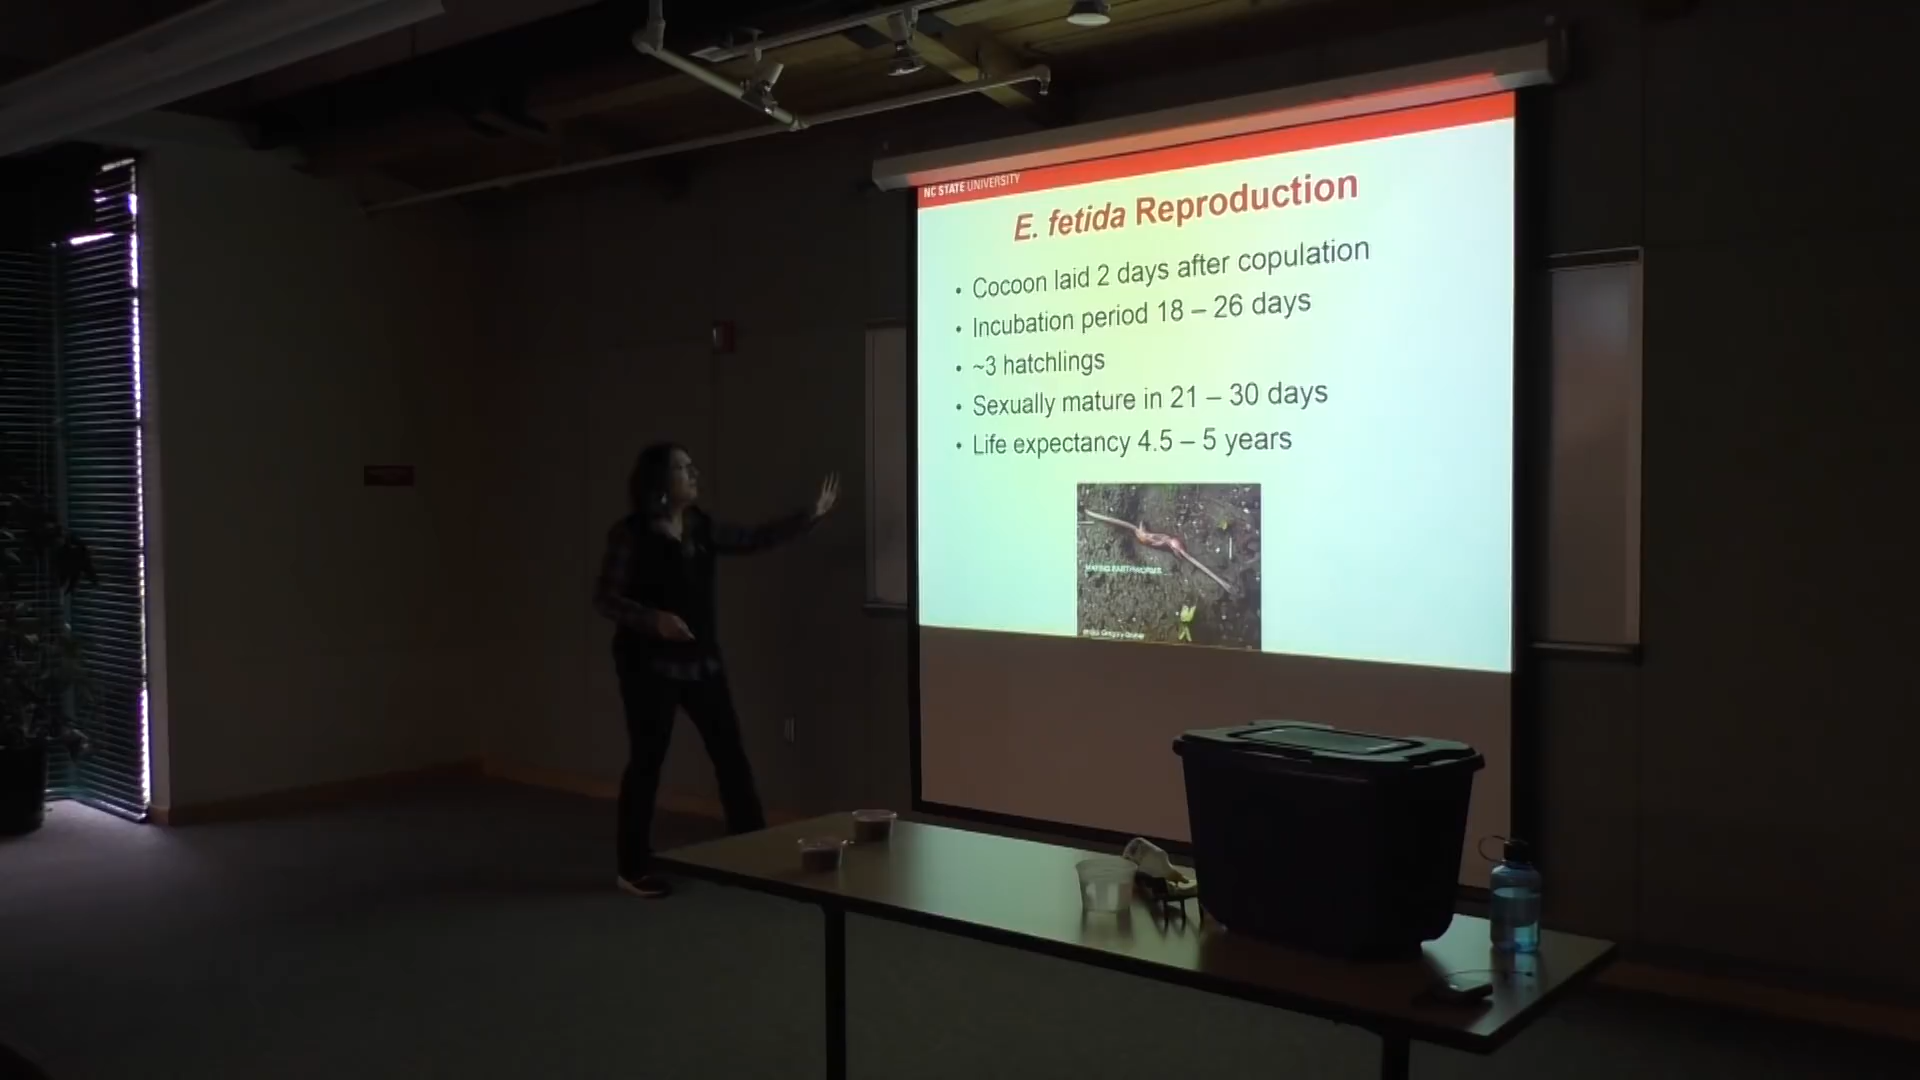 NC STATE UNIVERSITY
E. fetida Reproduction
• Cocoon laid 2 days after copulation
• Incubation period 18 – 26 days
• ~3 hatchlings
• Sexually mature in 21 – 30 days
• Life expectancy 4.5 – 5 years
MATING EARTHWORMS